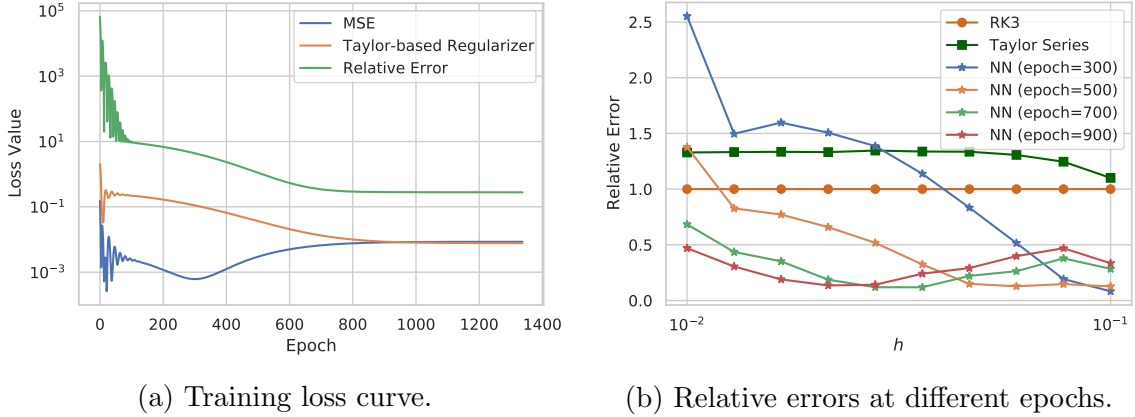 10^5
10^3
10^1
10^{-1}
10^{-3}
Loss Value
MSE
Taylor-based Regularizer
Relative Error
0 200 400 600 800 1000 1200 1400
Epoch
(a) Training loss curve.
2.5
2.0
1.5
1.0
0.5
0.0
Relative Error
RK3
Taylor Series
NN (epoch=300)
NN (epoch=500)
NN (epoch=700)
NN (epoch=900)
10^{-2} 10^{-1}
h
(b) Relative errors at different epochs.